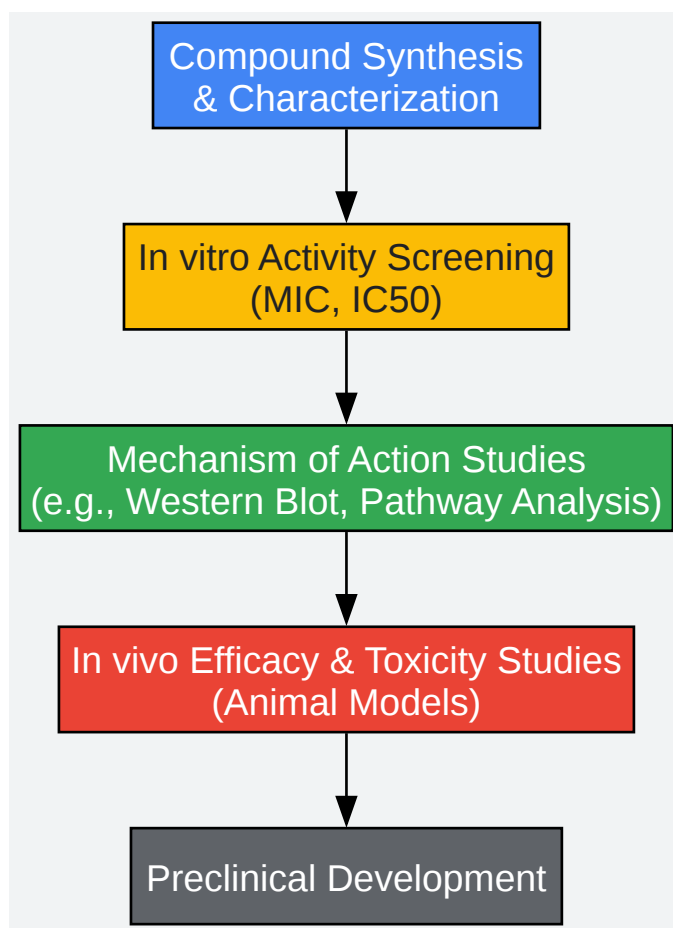 Compound Synthesis
& Characterization
In vitro Activity Screening
(MIC, IC50)
Mechanism of Action Studies
(e.g., Western Blot, Pathway Analysis)
In vivo Efficacy & Toxicity Studies
(Animal Models)
Preclinical Development